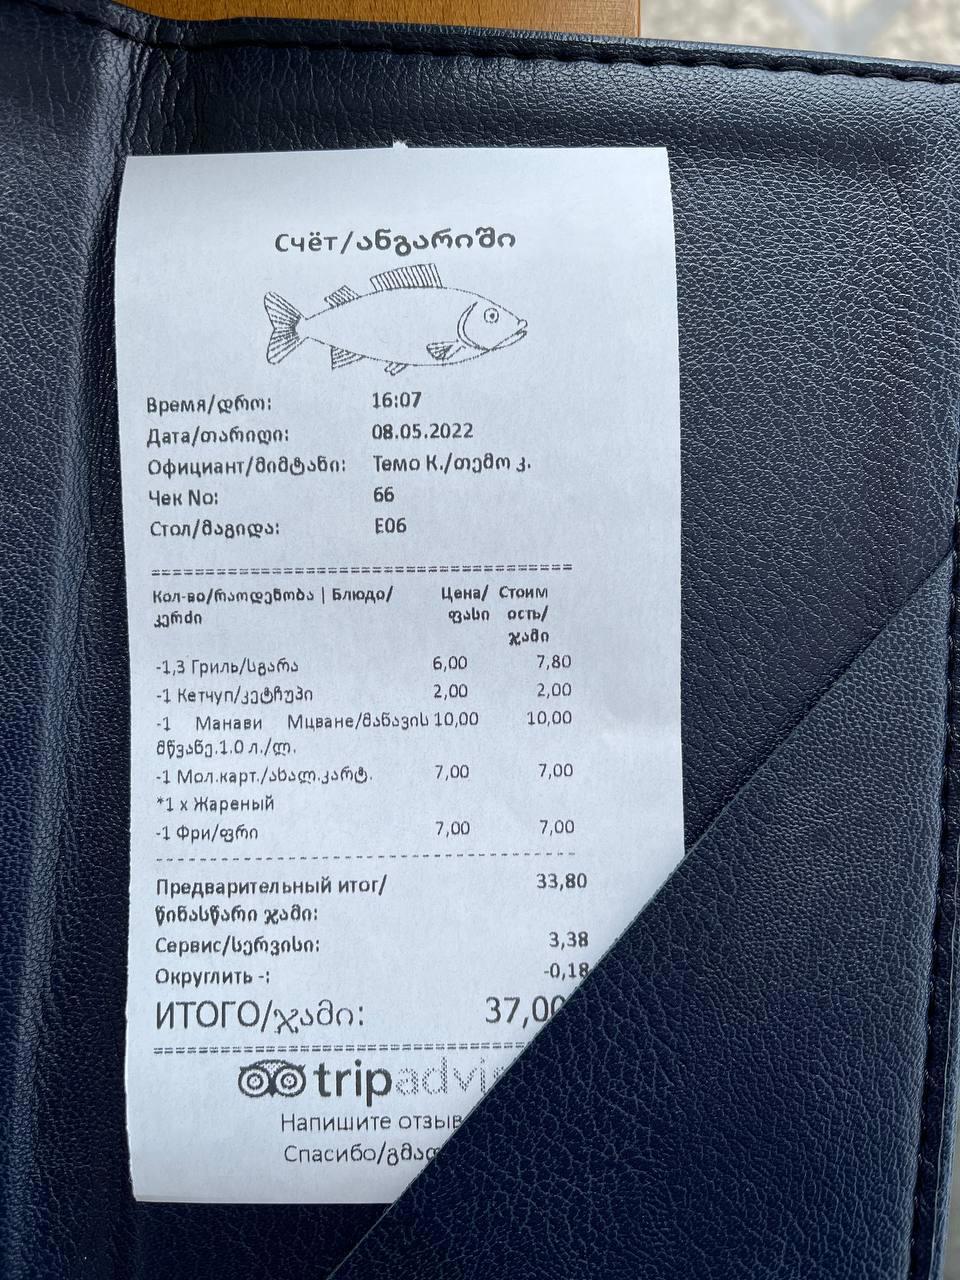 Счёт/ანგარიში
Время/დრო: 16:07
Дата/თარიღი: 08.05.2022
Официант/მიმტანი: Темо К./თემო კ.
Чек No: 66
Стол/მაგიდა: E06
================================================
Кол-во/რაოდენობა | Блюдо/ Цена/ Стоим
კერძი ფასი ость/
ჯამი
-1,3 Гриль/სგარა 6,00 7,80
-1 Кетчуп/კეტჩუპი 2,00 2,00
-1 Манави Мцване/მანავის 10,00 10,00
მწვანე.1.0 л./ლ.
-1 Мол.карт./ახალ.კარტ. 7,00 7,00
*1 x Жареный
-1 Фри/ფრი 7,00 7,00
------------------------------------------------
Предварительный итог/ 33,80
წინასწარი ჯამი:
Сервис/სერვისი: 3,38
Округлить -: -0,18
ИТОГО/ჯამი: 37,00
================================================
tripadvi
Напишите отзыв
Спасибо/გმად